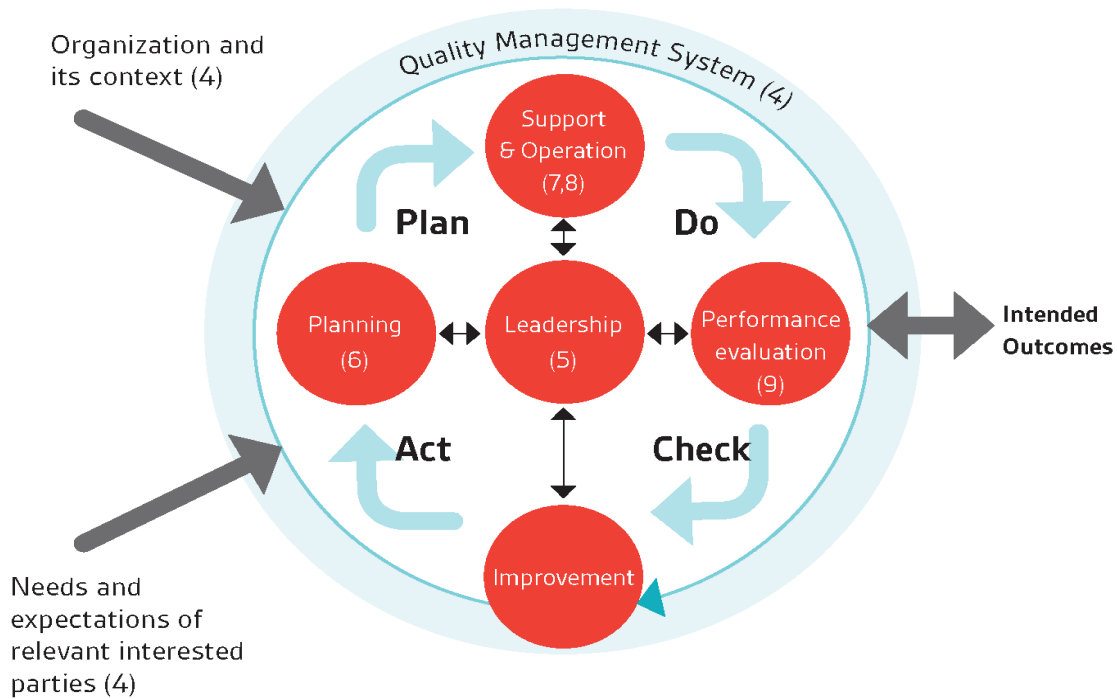 Organization and
its context (4)
Quality Management System (4)
Support
& Operation
(7,8)
Plan
Do
Planning
(6)
Leadership
(5)
Performance
evaluation
(9)
Intended
Outcomes
Act
Check
Improvement
Needs and
expectations of
relevant interested
parties (4)